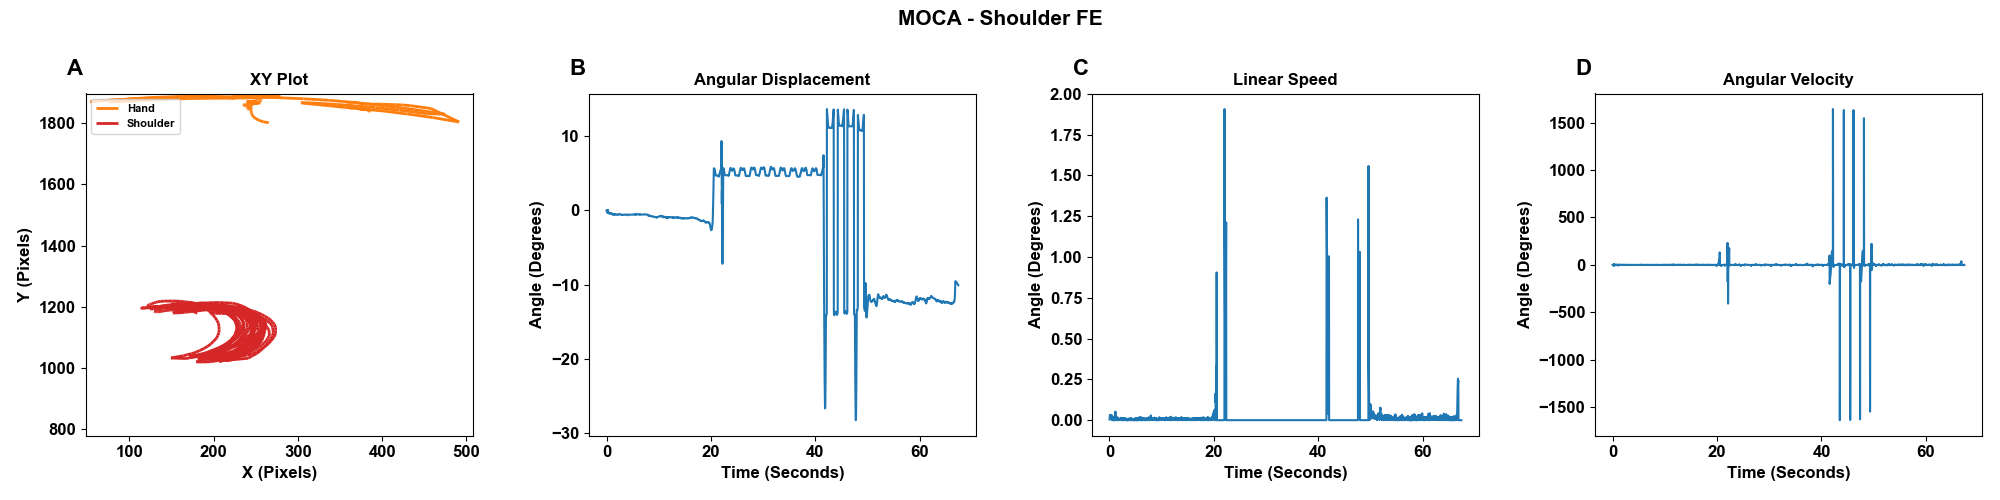 MOCA - Shoulder FE
A
XY Plot
Hand
Shoulder
1800
1600
1400
1200
1000
800
Y (Pixels)
100 200 300 400 500
X (Pixels)
B
Angular Displacement
10
0
−10
−20
−30
Angle (Degrees)
0 20 40 60
Time (Seconds)
C
Linear Speed
2.00
1.75
1.50
1.25
1.00
0.75
0.50
0.25
0.00
Angle (Degrees)
0 20 40 60
Time (Seconds)
D
Angular Velocity
1500
1000
500
0
−500
−1000
−1500
Angle (Degrees)
0 20 40 60
Time (Seconds)